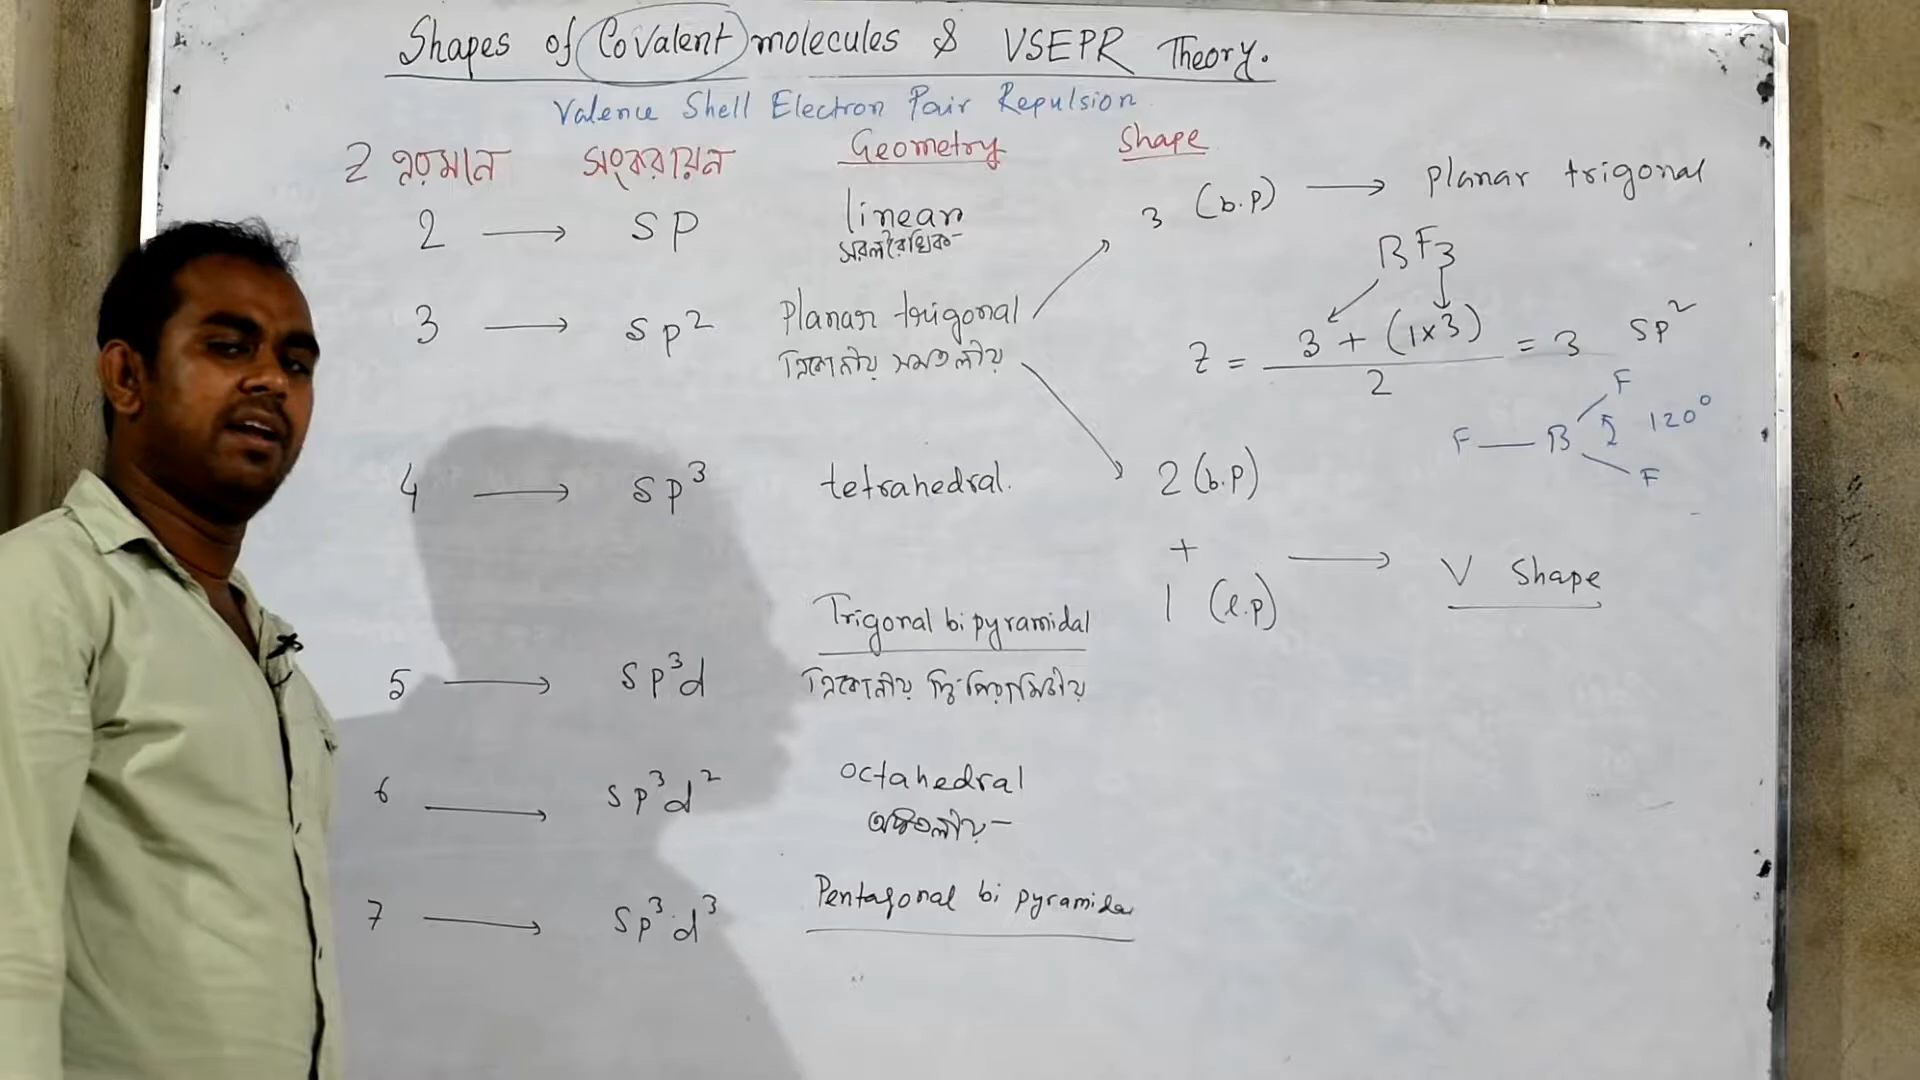 Shapes of Covalent molecules & VSEPR Theory.
Valence Shell Electron Pair Repulsion
Z এর মান সংকরায়ন Geometry Shape
2 → sp linear
সরলরৈখিক
3 → sp² Planar trigonal
ত্রিকোনীয় সমতলীয়
4 → sp³ tetrahedral.
5 → sp³d Trigonal bi pyramidal
ত্রিকোনীয় দ্বি-পিরামিডীয়
6 → sp³d² octahedral
অষ্টতলীয়
7 → sp³d³ Pentagonal bi pyramidal
3 (b.p) → planar trigonal
BF3
Z = 3 + (1×3) / 2 = 3 sp²
F
F — B 120°
F
2 (b.p)
+ → V Shape
1 (l.p)